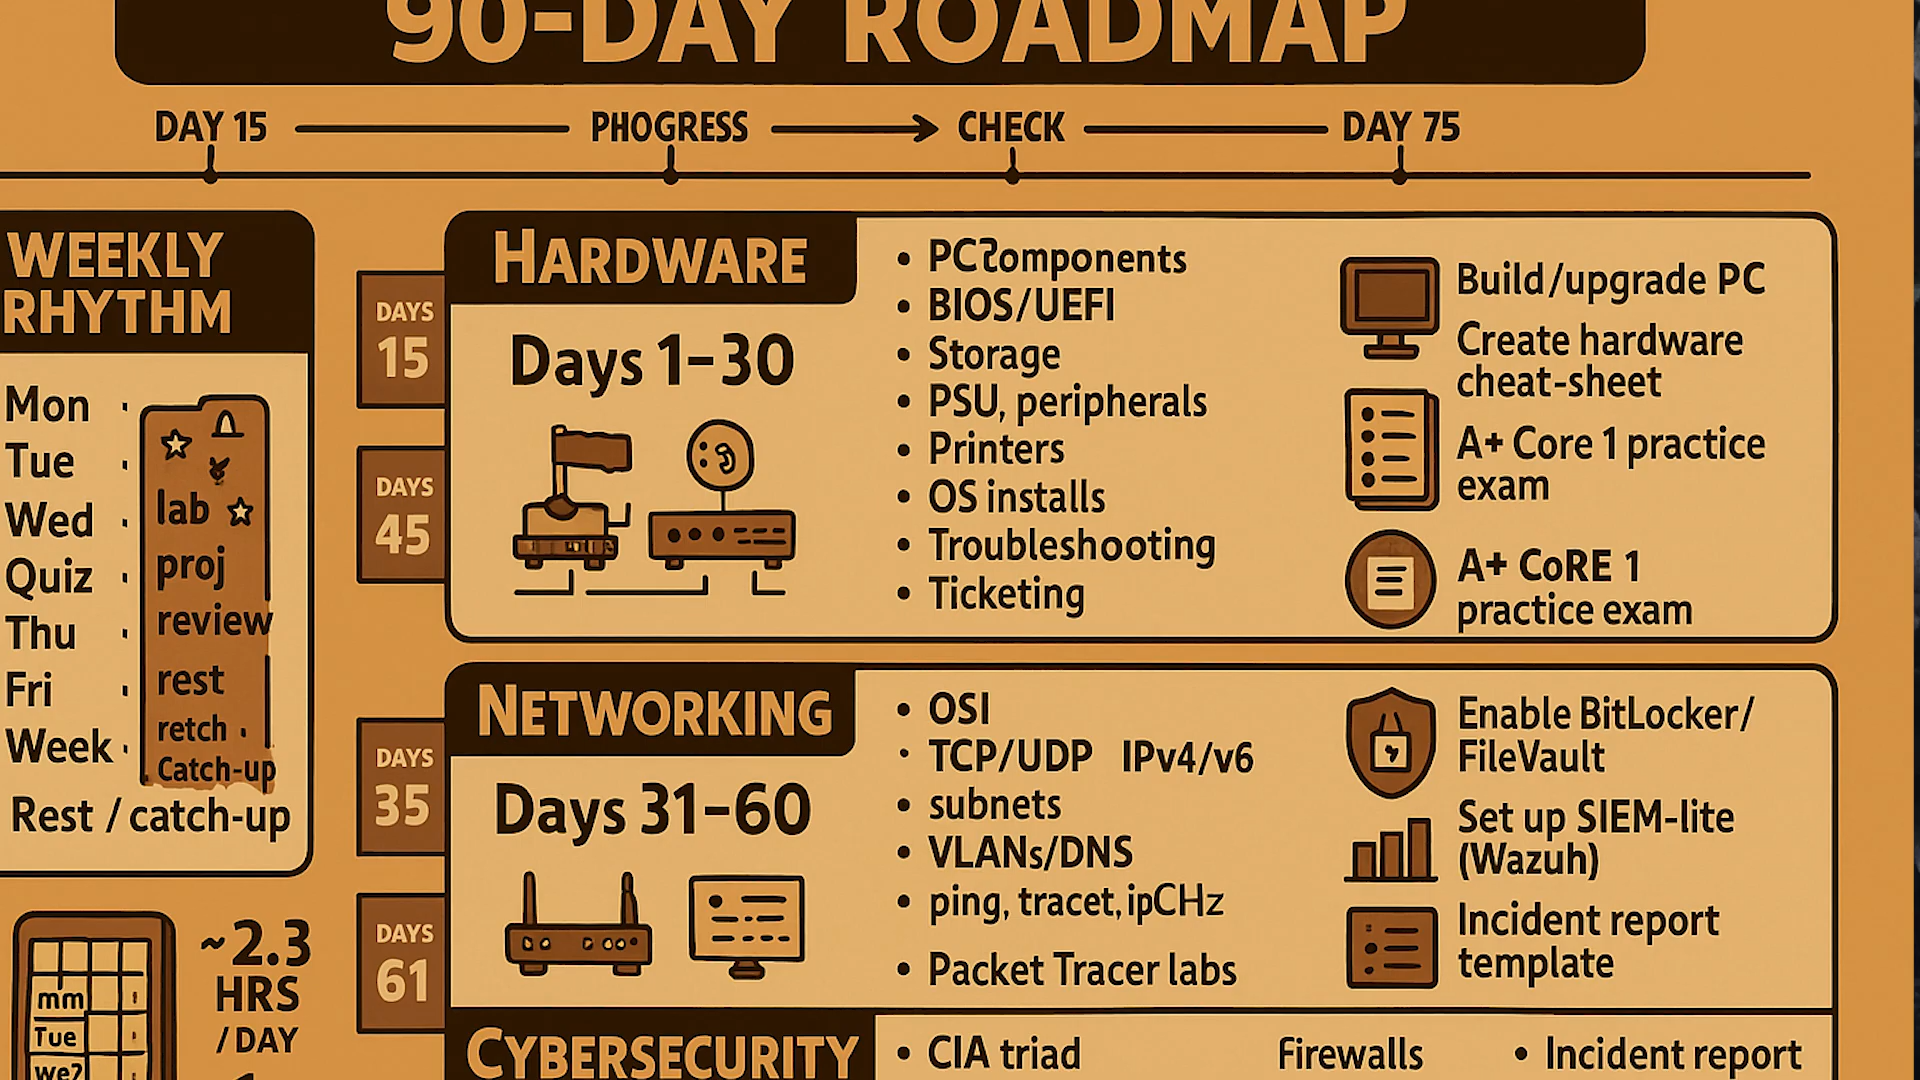 90-DAY ROADMAP
DAY 15
PHOGRESS
CHECK
DAY 75
WEEKLY
RHYTHM
Mon
Tue
Wed
Quiz
Thu
Fri
Week
lab
proj
review
rest
retch
Catch-up
Rest / catch-up
mm
Tue
we?
~2.3
HRS
/DAY
DAYS
15
DAYS
45
DAYS
35
DAYS
61
HARDWARE
Days 1–30
• BIOS/UEFI
• Storage
• PSU, peripherals
• Printers
• OS installs
• Troubleshooting
• Ticketing
Build/upgrade PC
Create hardware
cheat-sheet
A+ Core 1 practice
exam
A+ CoRE 1
practice exam
NETWORKING
Days 31–60
• OSI
• TCP/UDP IPv4/v6
• subnets
• VLANs/DNS
• ping, tracet, ipCHz
• Packet Tracer labs
Enable BitLocker/
FileVault
Set up SIEM-lite
(Wazuh)
Incident report
template
CYBERSECURITY
• CIA triad
Firewalls
• Incident report